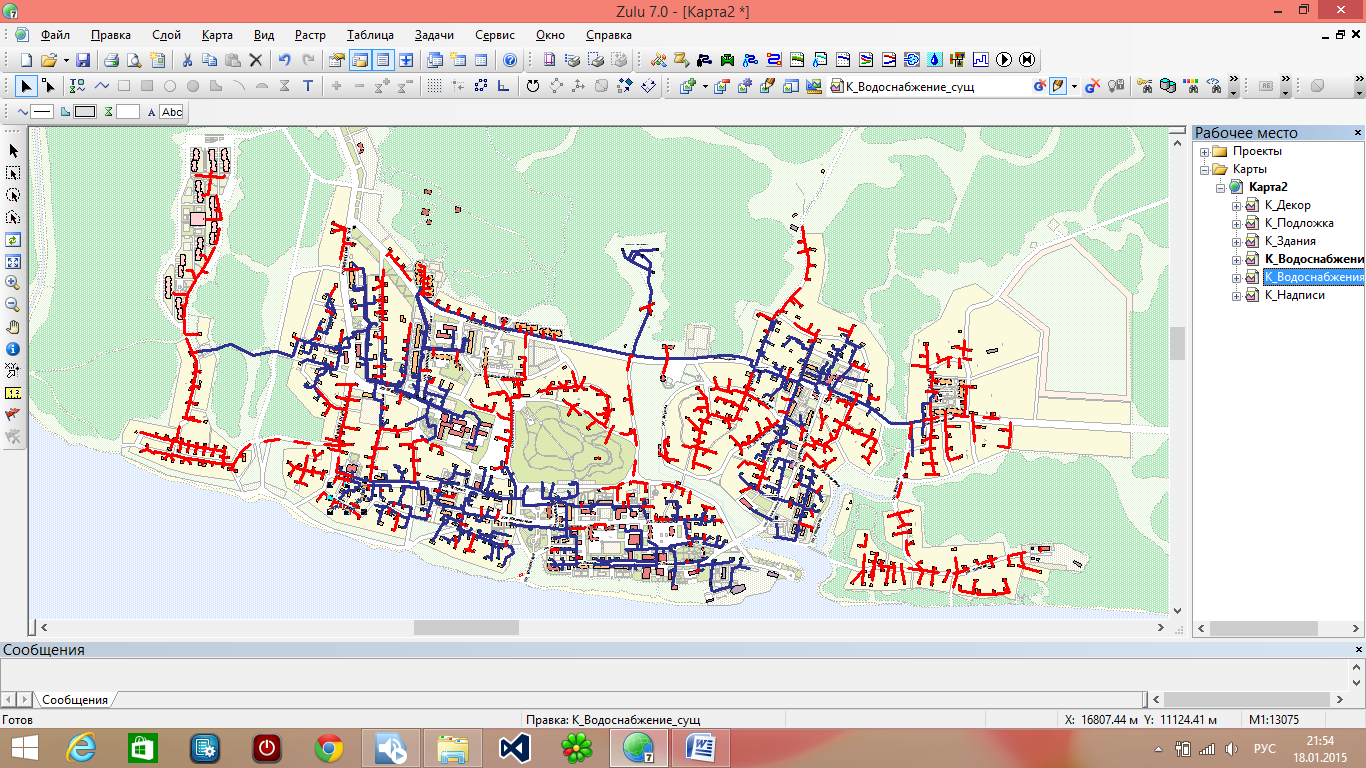 Zulu 7.0 - [Карта2 *]
Файл Правка Слой Карта Вид Растр Таблица Задачи Сервис Окно Справка
К_Водоснабжение_сущ
Abc
Рабочее место
Проекты
Карты
Карта2
К_Декор
К_Подложка
К_Здания
К_Водоснабжени
К_Водоснабжения
К_Надписи
Сообщения
Сообщения
Готов Правка: К_Водоснабжение_сущ X: 16807.44 м Y: 11124.41 м М1:13075
РУС 21:54
18.01.2015